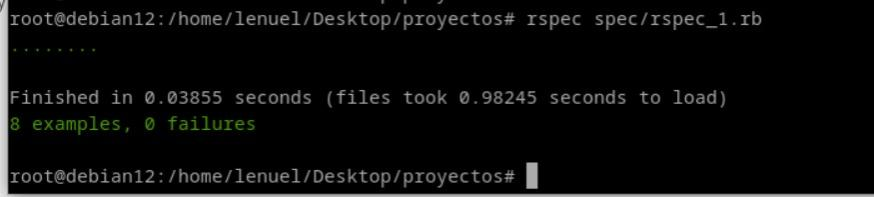 root@debian12:/home/lenuel/Desktop/proyectos# rspec spec/rspec_1.rb
........
Finished in 0.03855 seconds (files took 0.98245 seconds to load)
8 examples, 0 failures
root@debian12:/home/lenuel/Desktop/proyectos#